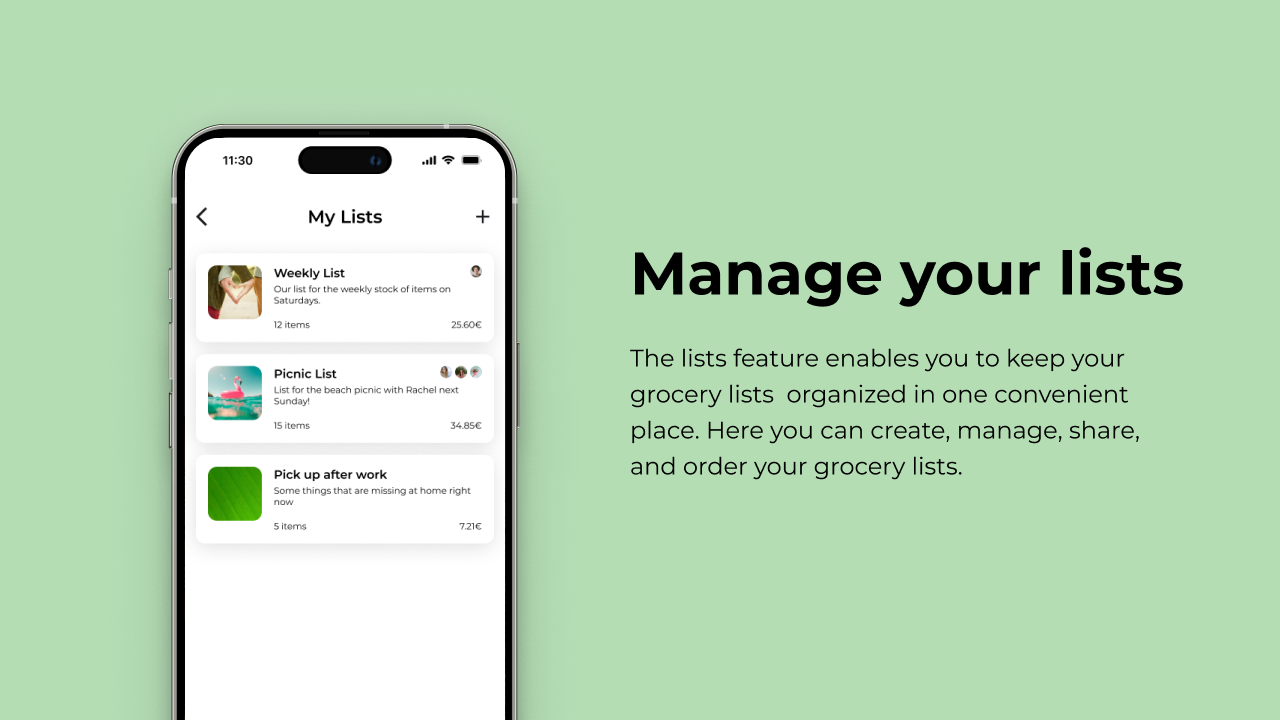 11:30
My Lists
Weekly List
Our list for the weekly stock of items on
Saturdays.
12 items 25.60€
Picnic List
List for the beach picnic with Rachel next
Sunday!
15 items 34.85€
Pick up after work
Some things that are missing at home right
now
5 items 7.21€
Manage your lists
The lists feature enables you to keep your
grocery lists  organized in one convenient
place. Here you can create, manage, share,
and order your grocery lists.